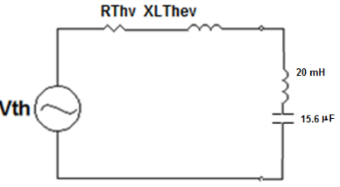 RThv XLThev
20 mH
Vth
15.6 µF